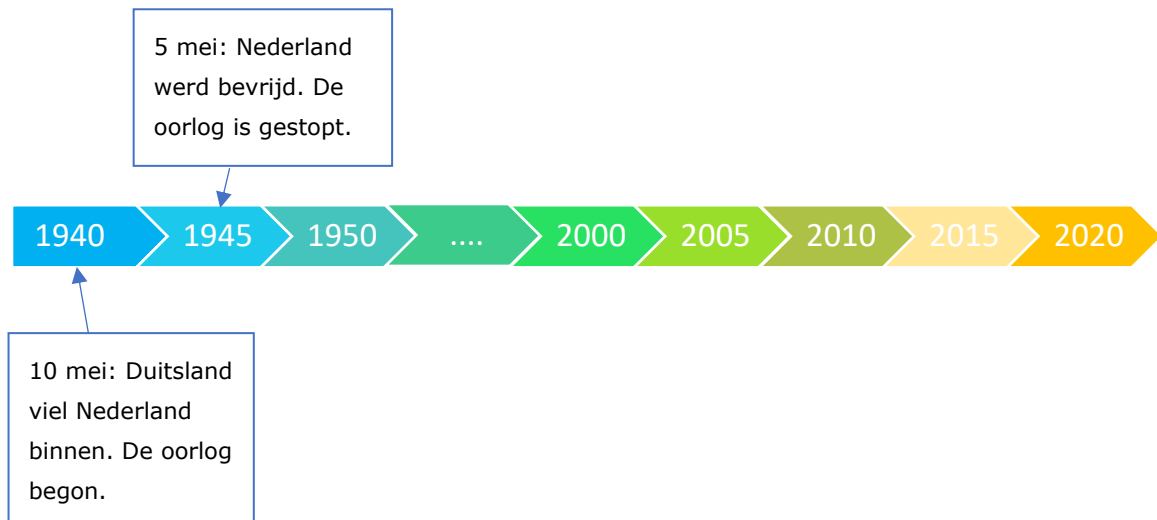 5 mei: Nederland
werd bevrijd. De
oorlog is gestopt.
1940 1945 1950 .... 2000 2005 2010 2015 2020
10 mei: Duitsland
viel Nederland
binnen. De oorlog
begon.